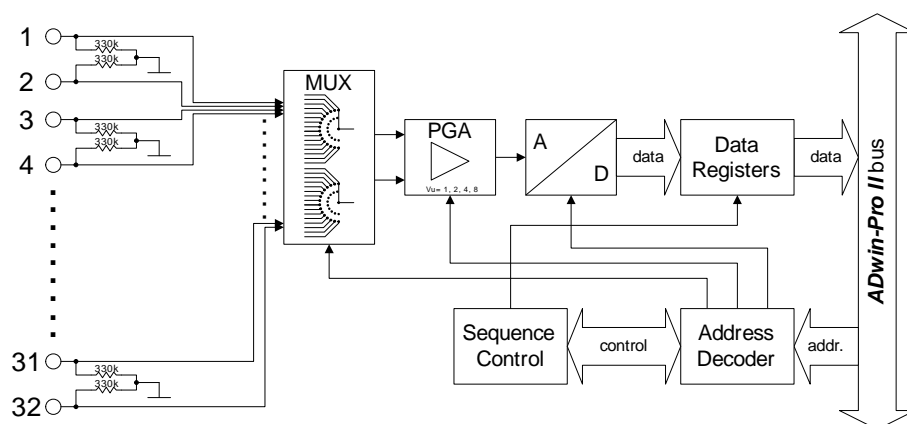 1
330k
330k
2
3
330k
330k
4
31
330k
330k
32
MUX
PGA
Vu= 1, 2, 4, 8
A
D
data
Data
Registers
data
Sequence
Control
control
Address
Decoder
addr.
ADwin-Pro II bus